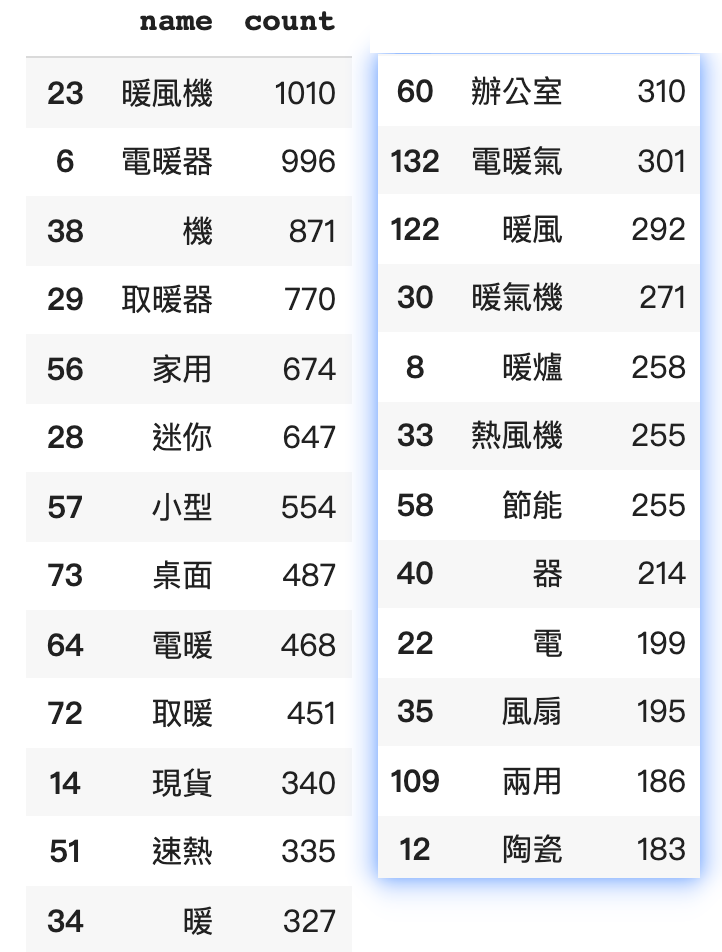 name count
23 暖風機 1010
6 電暖器 996
38 機 871
29 取暖器 770
56 家用 674
28 迷你 647
57 小型 554
73 桌面 487
64 電暖 468
72 取暖 451
14 現貨 340
51 速熱 335
34 暖 327
60 辦公室 310
132 電暖氣 301
122 暖風 292
30 暖氣機 271
8 暖爐 258
33 熱風機 255
58 節能 255
40 器 214
22 電 199
35 風扇 195
109 兩用 186
12 陶瓷 183